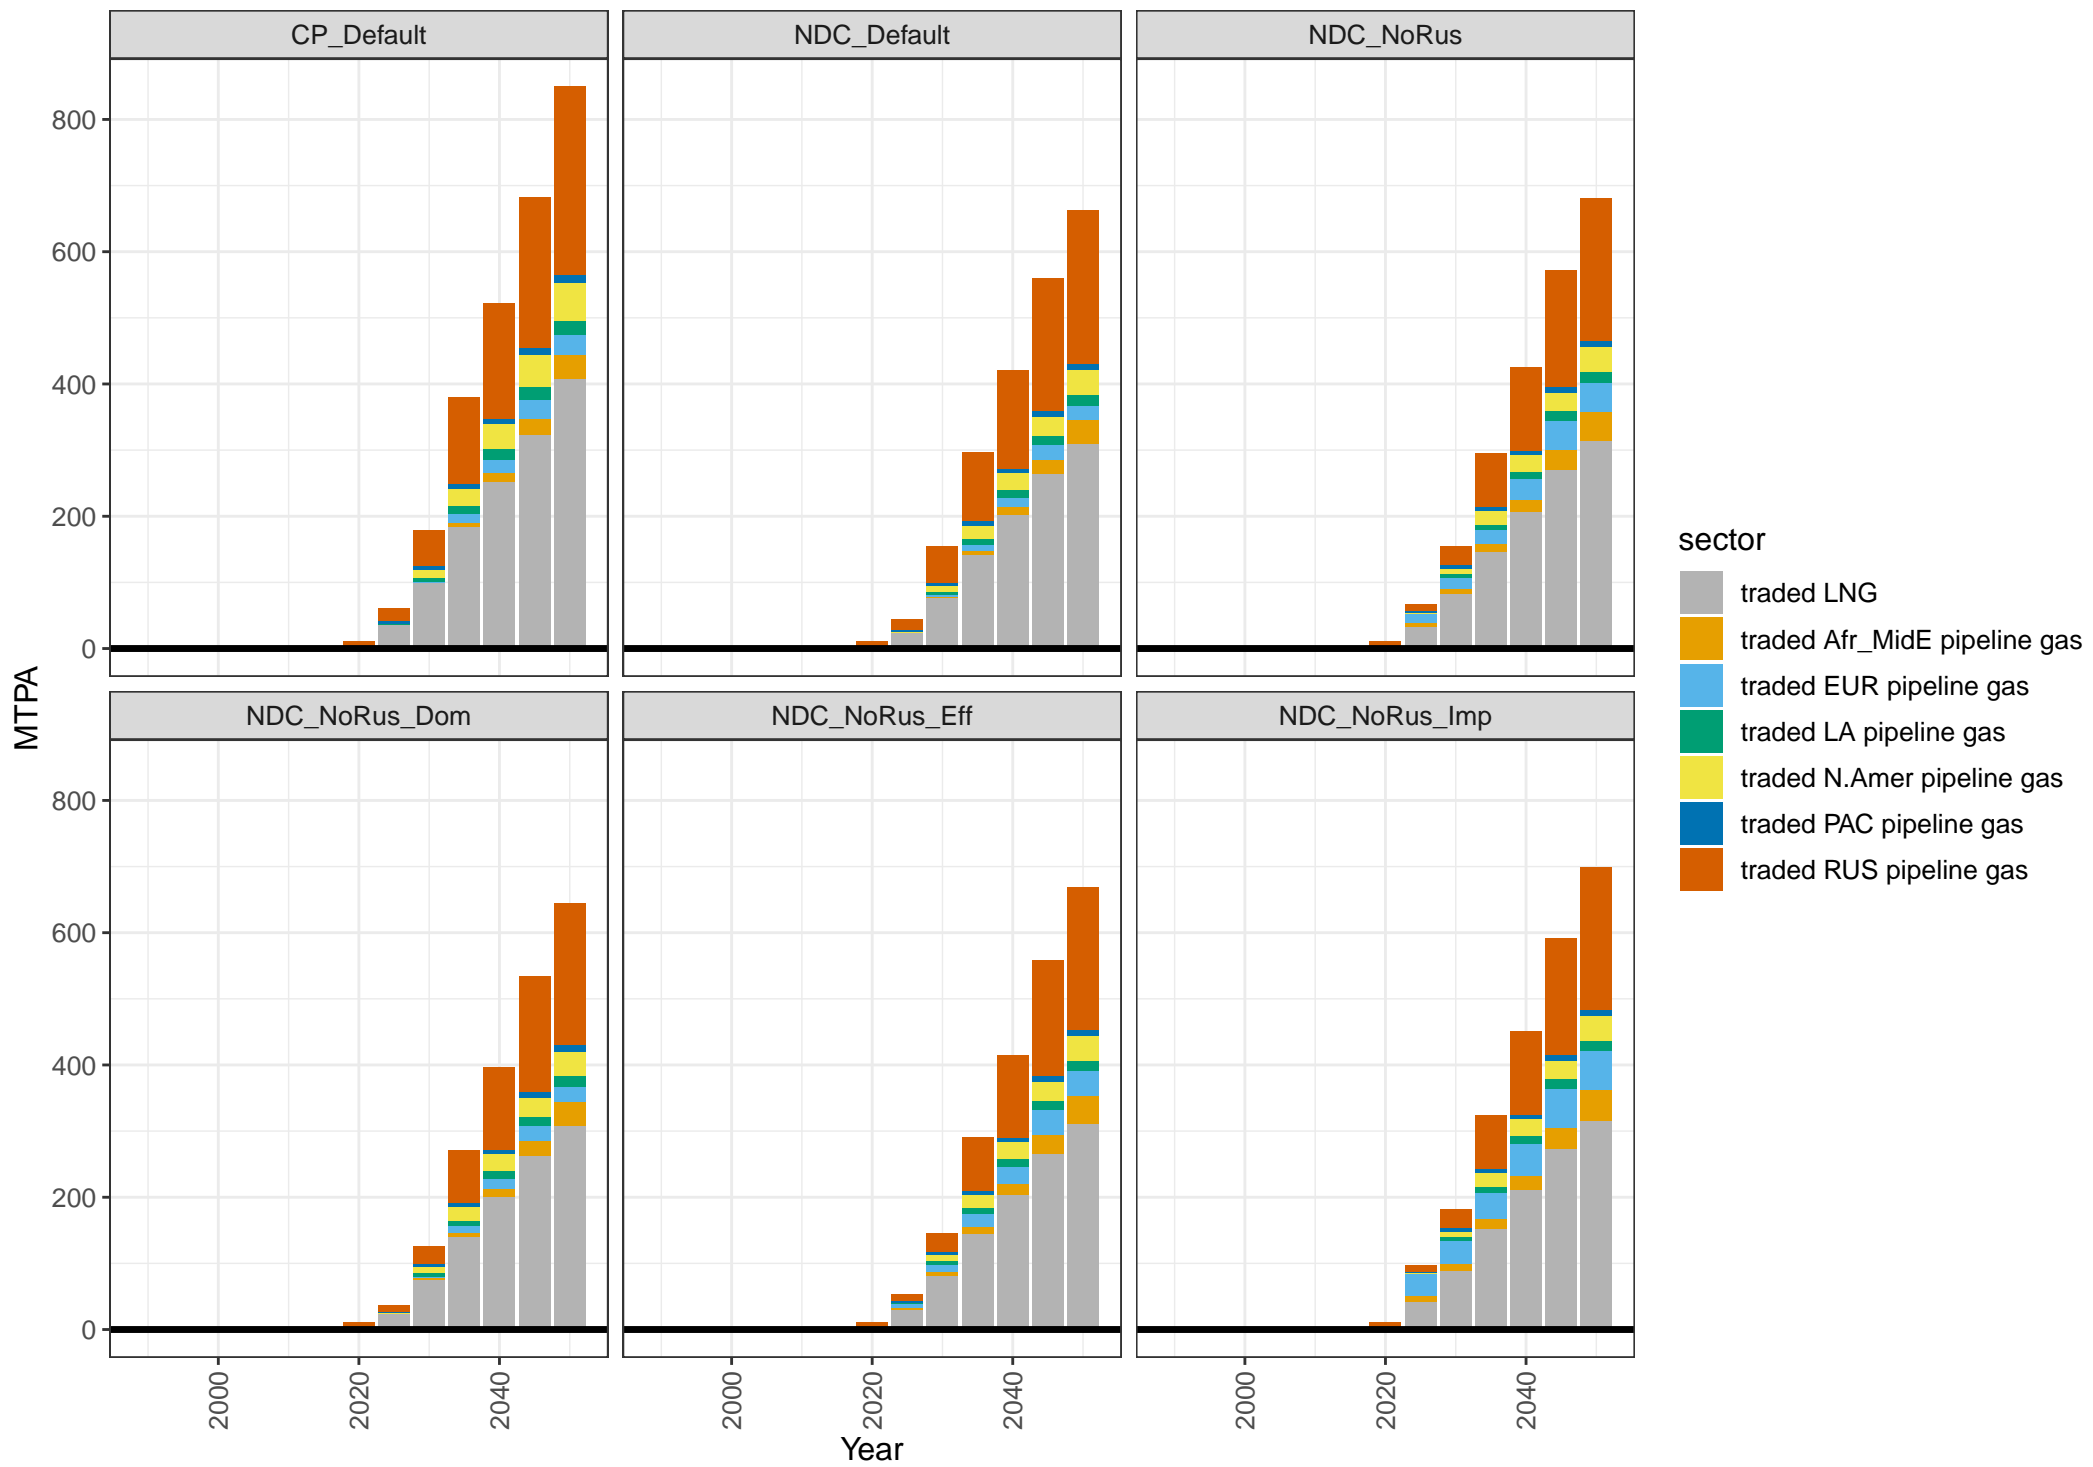 CP_Default
NDC_Default
NDC_NoRus
800
600
400
200
0
MTPA
NDC_NoRus_Dom
NDC_NoRus_Eff
NDC_NoRus_Imp
800
600
400
200
0
2000
2020
2040
2000
2020
2040
2000
2020
2040
Year
sector
traded LNG
traded Afr_MidE pipeline gas
traded EUR pipeline gas
traded LA pipeline gas
traded N.Amer pipeline gas
traded PAC pipeline gas
traded RUS pipeline gas